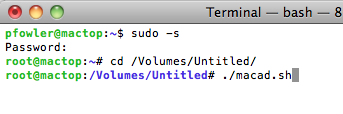 Terminal — bash — 8
pfowler@mactop:~$ sudo -s
Password:
root@mactop:~# cd /Volumes/Untitled/
root@mactop:/Volumes/Untitled# ./macad.sh